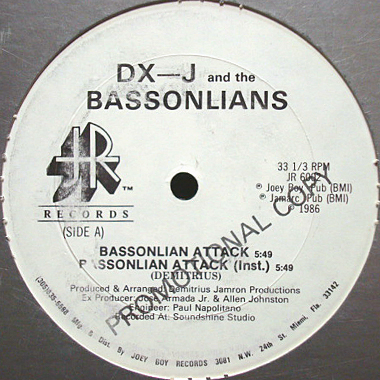 DX—J and the
BASSONLIANS
JR
TM
RECORDS
(SIDE A)
33 1/3 RPM
JR 6002
℗ Joey Boy Pub (BMI)
℗ Jamarc Pub (BMI)
© 1986
BASSONLIAN ATTACK 5:49
BASSONLIAN ATTACK (Inst.) 5:49
(DEMITRIUS)
Produced & Arranged: Demitrius Jamron Productions
Ex Producer: Jose Armada Jr. & Allen Johnston
Engineer: Paul Napolitano
Recorded At: Soundshine Studio
PROMOTIONAL COPY
Mfg. & Dist. By JOEY BOY RECORDS 3081 N.W. 24th St. Miami, Fla. 33142